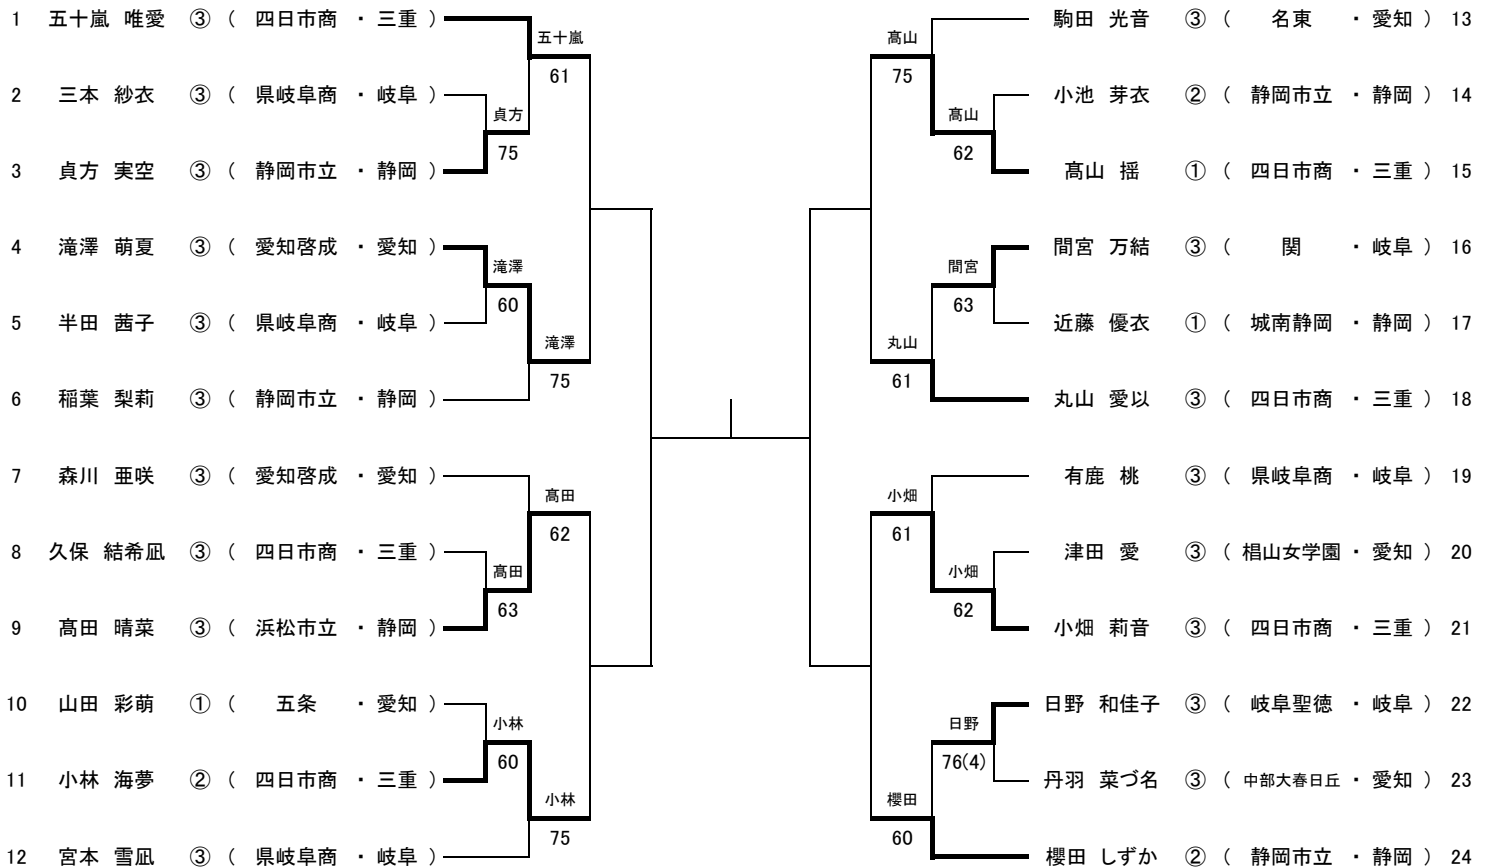 1 五十嵐 唯愛 ③ （ 四日市商 ・ 三重 ）
2 三本 紗衣 ③ （ 県岐阜商 ・ 岐阜 ）
3 貞方 実空 ③ （ 静岡市立 ・ 静岡 ）
4 滝澤 萌夏 ③ （ 愛知啓成 ・ 愛知 ）
5 半田 茜子 ③ （ 県岐阜商 ・ 岐阜 ）
6 稲葉 梨莉 ③ （ 静岡市立 ・ 静岡 ）
7 森川 亜咲 ③ （ 愛知啓成 ・ 愛知 ）
8 久保 結希凪 ③ （ 四日市商 ・ 三重 ）
9 髙田 晴菜 ③ （ 浜松市立 ・ 静岡 ）
10 山田 彩萌 ① （ 五条 ・ 愛知 ）
11 小林 海夢 ② （ 四日市商 ・ 三重 ）
12 宮本 雪凪 ③ （ 県岐阜商 ・ 岐阜 ）
貞方
75
滝澤
60
髙田
63
小林
60
五十嵐
61
滝澤
75
髙田
62
小林
75
髙山
75
丸山
61
小畑
61
櫻田
60
髙山
62
間宮
63
小畑
62
日野
76(4)
駒田 光音 ③ （ 名東 ・ 愛知 ） 13
小池 芽衣 ② （ 静岡市立 ・ 静岡 ） 14
髙山 揺 ① （ 四日市商 ・ 三重 ） 15
間宮 万結 ③ （ 関 ・ 岐阜 ） 16
近藤 優衣 ① （ 城南静岡 ・ 静岡 ） 17
丸山 愛以 ③ （ 四日市商 ・ 三重 ） 18
有鹿 桃 ③ （ 県岐阜商 ・ 岐阜 ） 19
津田 愛 ③ （ 椙山女学園 ・ 愛知 ） 20
小畑 莉音 ③ （ 四日市商 ・ 三重 ） 21
日野 和佳子 ③ （ 岐阜聖徳 ・ 岐阜 ） 22
丹羽 菜づ名 ③ （ 中部大春日丘 ・ 愛知 ） 23
櫻田 しずか ② （ 静岡市立 ・ 静岡 ） 24